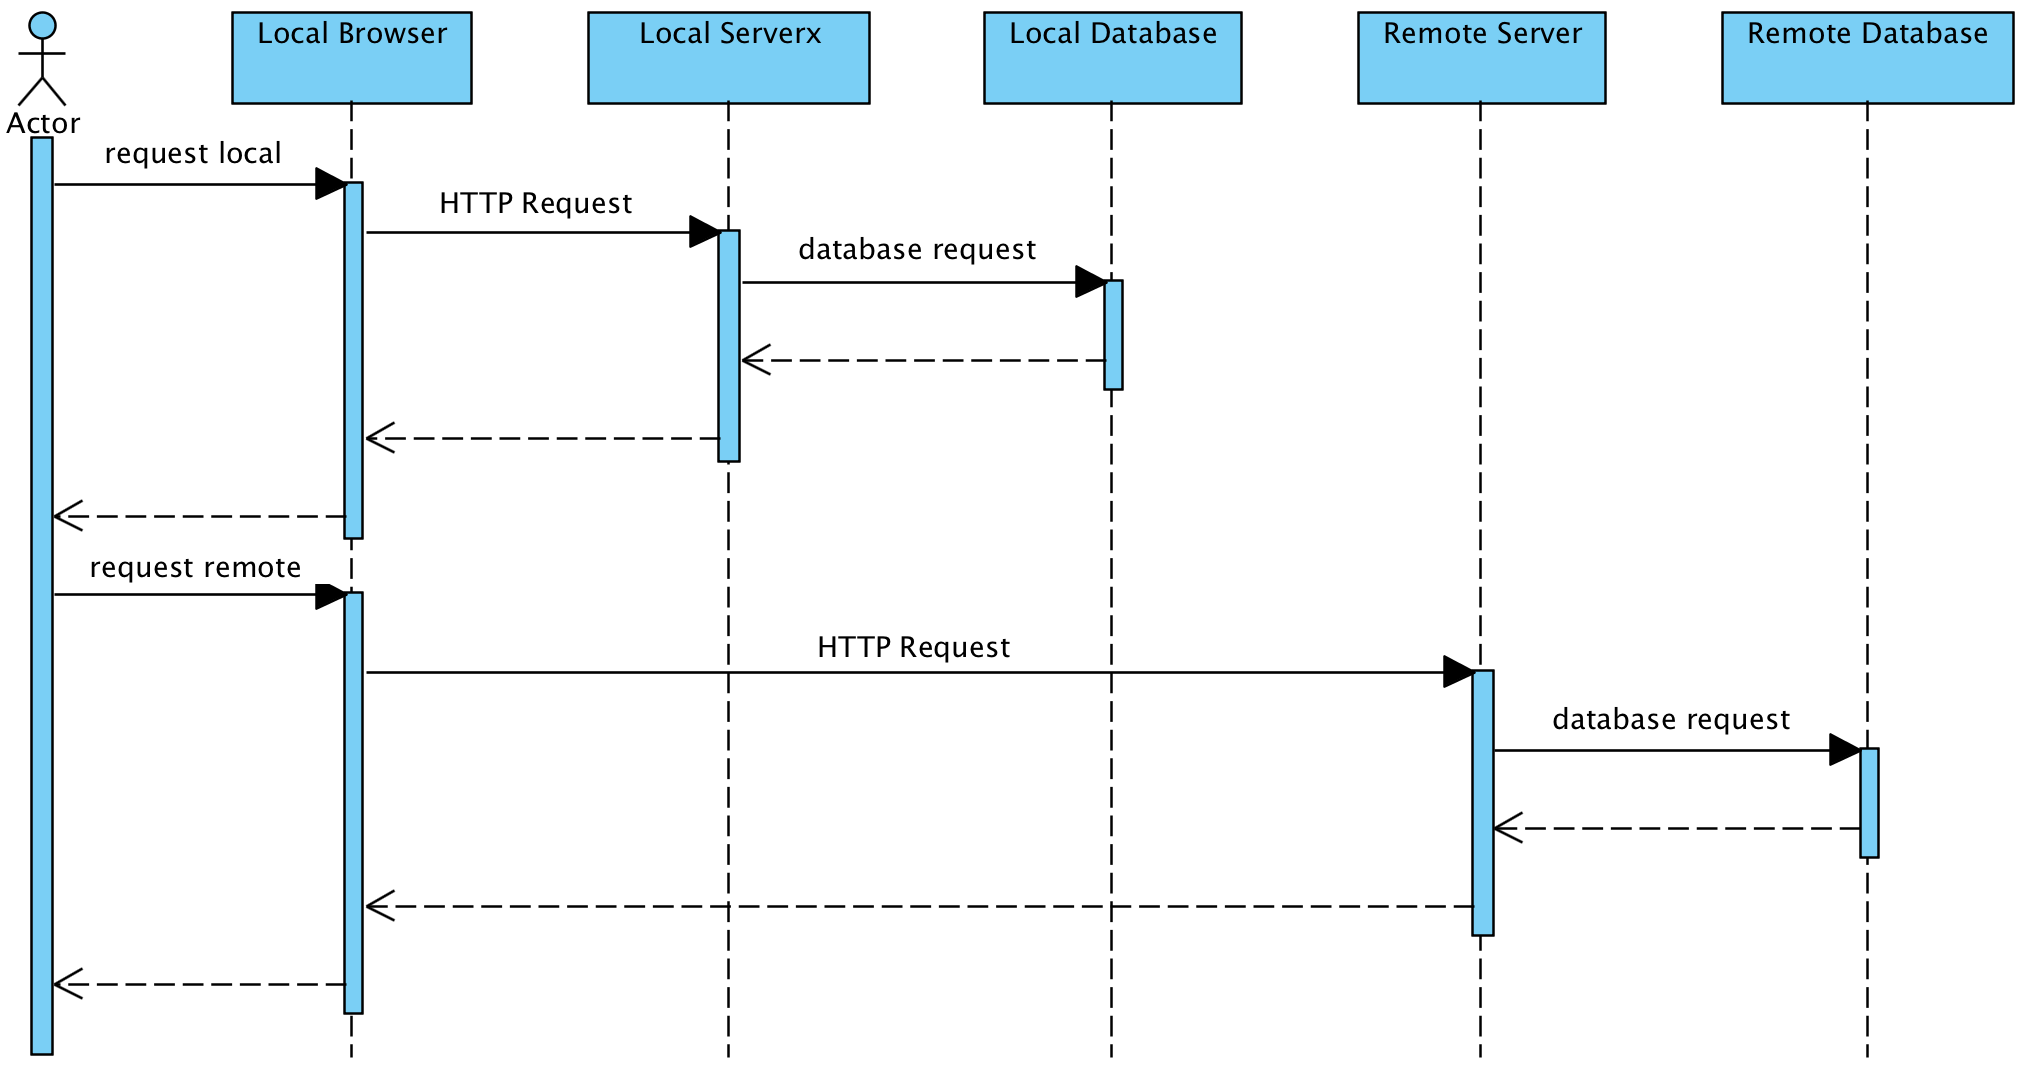 Local Browser
Local Serverx
Local Database
Remote Server
Remote Database
Actor
request local
HTTP Request
database request
request remote
HTTP Request
database request